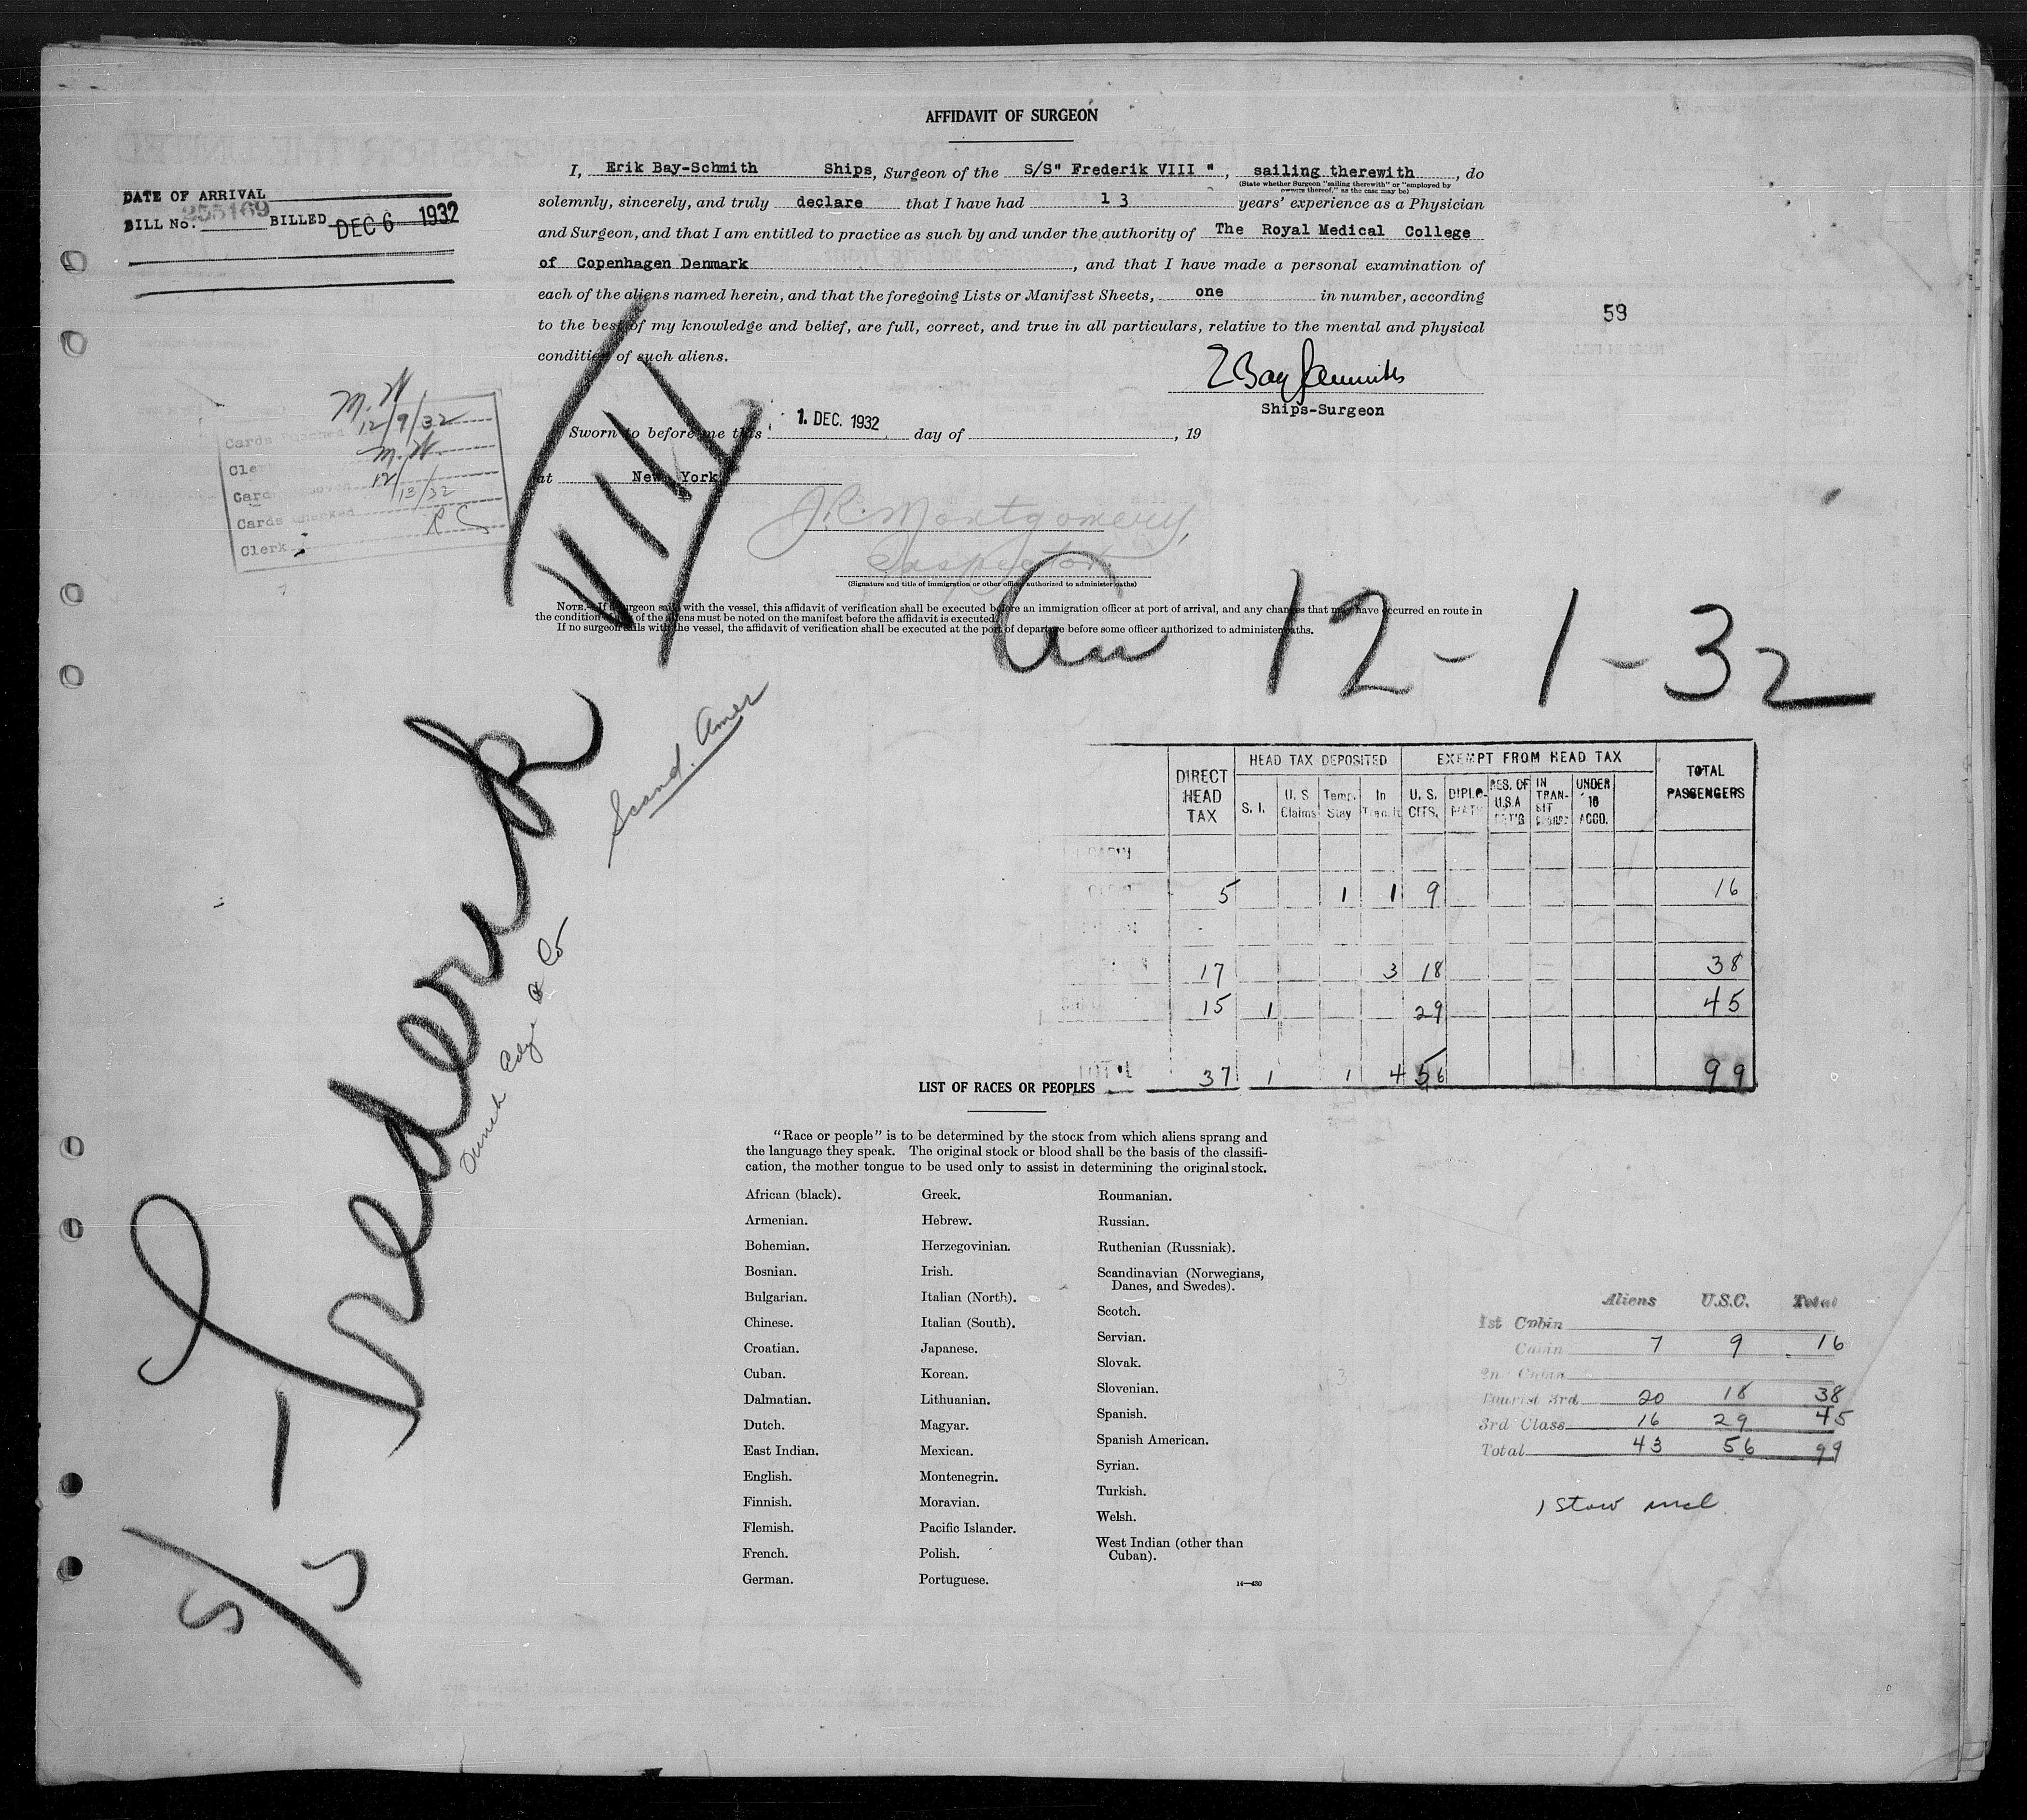 AFFIDAVIT OF SURGEON
I, Erik Bay-Schmith Ships, Surgeon of the S/S" Frederik VIII ", sailing therewith, do
(State whether Surgeon "sailing therewith" or "employed by
owners thereof," as the case may be)
solemnly, sincerely, and truly declare that I have had 13 years' experience as a Physician
and Surgeon, and that I am entitled to practice as such by and under the authority of The Royal Medical College
of Copenhagen Denmark, and that I have made a personal examination of
each of the aliens named herein, and that the foregoing Lists or Manifest Sheets, one in number, according
to the best of my knowledge and belief, are full, correct, and true in all particulars, relative to the mental and physical
condition of such aliens.
Ships-Surgeon
Sworn to before me this 1. DEC. 1932 day of , 19
at New York
J.R. Montgomery,
Inspector.
(Signature and title of immigration or other officer authorized to administer oaths)
NOTE.—If surgeon sails with the vessel, this affidavit of verification shall be executed before an immigration officer at port of arrival, and any changes that may have occurred en route in
the condition of the aliens must be noted on the manifest before the affidavit is executed.
If no surgeon sails with the vessel, the affidavit of verification shall be executed at the port of departure before some officer authorized to administer oaths.
DATE OF ARRIVAL
BILL No. 255169 BILLED DEC 6 1932
59
M.W
Cards Punched 12/9/32
Clerk M.W.
Cards 12/13/32
Cards Checked
Clerk R S
S/S Frederik VIII
Scand. Amer
12-1-32
DIRECT HEAD TAX
HEAD TAX DEPOSITED
S. I. U. S. Claims Temp. Stay In Transit
EXEMPT FROM HEAD TAX
U. S. CITS. DIPLO-MATS RES. OF U.S.A IN TRAN-SIT UNDER 16 ACCO.
TOTAL PASSENGERS
5 1 1 9 16
17 3 18 38
15 1 29 45
TOTAL 37 1 1 4 56 99
LIST OF RACES OR PEOPLES
"Race or people" is to be determined by the stock from which aliens sprang and
the language they speak. The original stock or blood shall be the basis of the classifi-
cation, the mother tongue to be used only to assist in determining the original stock.
African (black).
Armenian.
Bohemian.
Bosnian.
Bulgarian.
Chinese.
Croatian.
Cuban.
Dalmatian.
Dutch.
East Indian.
English.
Finnish.
Flemish.
French.
German.
Greek.
Hebrew.
Herzegovinian.
Irish.
Italian (North).
Italian (South).
Japanese.
Korean.
Lithuanian.
Magyar.
Mexican.
Montenegrin.
Moravian.
Pacific Islander.
Polish.
Portuguese.
Roumanian.
Russian.
Ruthenian (Russniak).
Scandinavian (Norwegians,
Danes, and Swedes).
Scotch.
Servian.
Slovak.
Slovenian.
Spanish.
Spanish American.
Syrian.
Turkish.
Welsh.
West Indian (other than
Cuban).
14—430
Aliens U.S.C. Total
1st Cabin
Cabin 7 9 16
2n Cabin
Tourist 3rd 20 18 38
3rd Class 16 29 45
Total 43 56 99
1 Stow incl